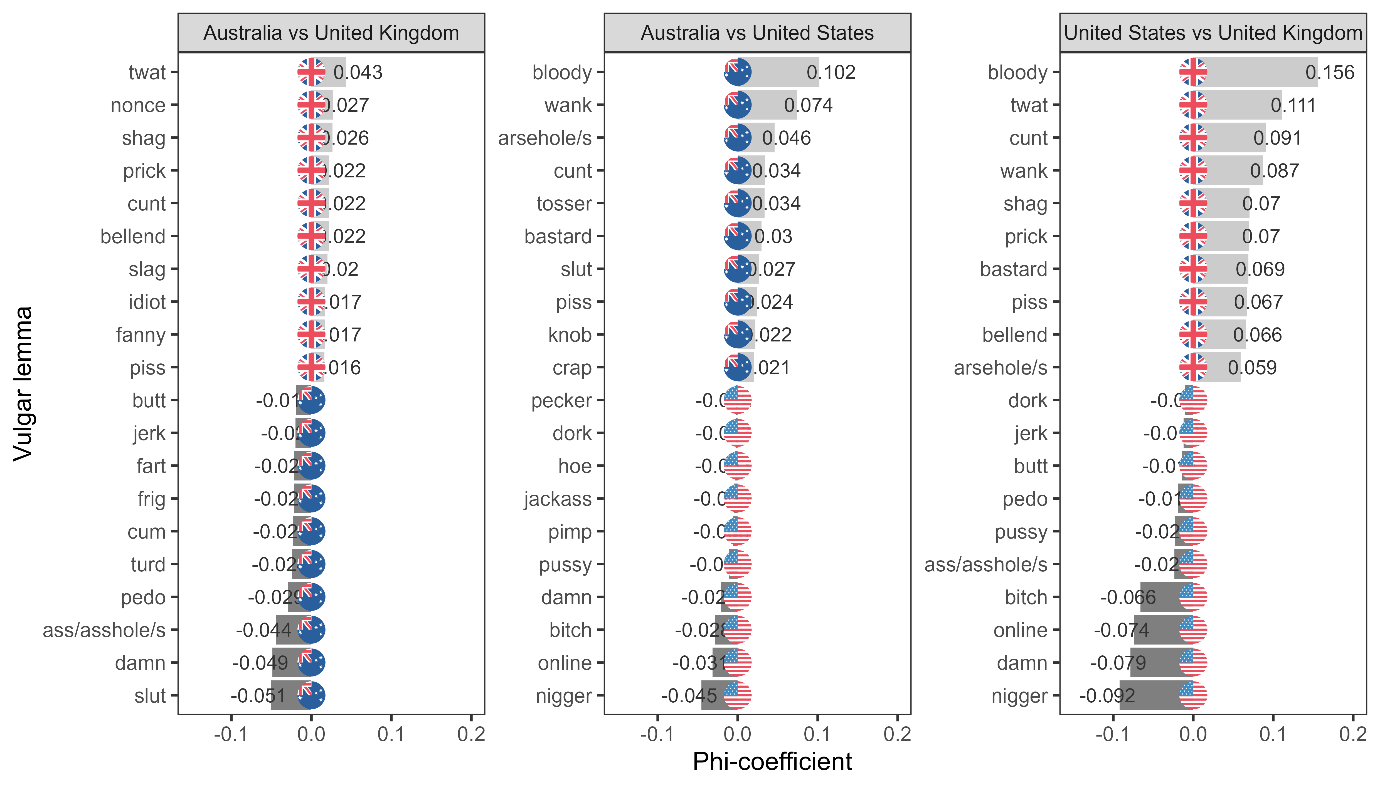 Australia vs United Kingdom
twat 0.043
nonce 0.027
shag 0.026
prick 0.022
cunt 0.022
bellend 0.022
slag 0.02
idiot .017
fanny .017
piss .016
butt
jerk
fart
frig
cum
turd
pedo -0.029
ass/asshole/s -0.044
damn -0.049
slut -0.051
-0.1 0.0 0.1 0.2
Australia vs United States
bloody 0.102
wank 0.074
arsehole/s 0.046
cunt 0.034
tosser 0.034
bastard 0.03
slut 0.027
piss 0.024
knob 0.022
crap .021
pecker
dork
hoe
jackass
pimp
pussy
damn
bitch -0.028
online -0.031
nigger -0.045
-0.1 0.0 0.1 0.2
United States vs United Kingdom
bloody 0.156
twat 0.111
cunt 0.091
wank 0.087
shag 0.07
prick 0.07
bastard 0.069
piss 0.067
bellend 0.066
arsehole/s 0.059
dork
jerk
butt
pedo
pussy
ass/asshole/s
bitch -0.066
online -0.074
damn -0.079
nigger -0.092
-0.1 0.0 0.1 0.2
Vulgar lemma
Phi-coefficient